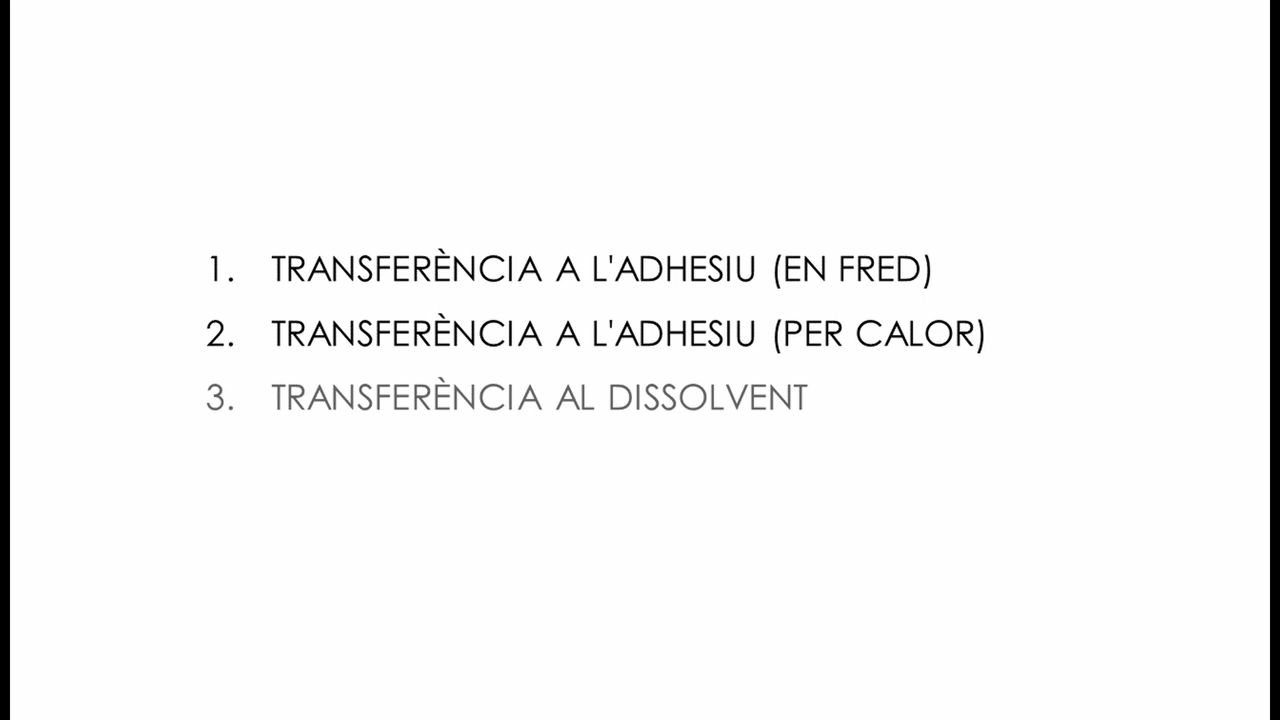 1. TRANSFERÈNCIA A L'ADHESIU (EN FRED)
2. TRANSFERÈNCIA A L'ADHESIU (PER CALOR)
3. TRANSFERÈNCIA AL DISSOLVENT